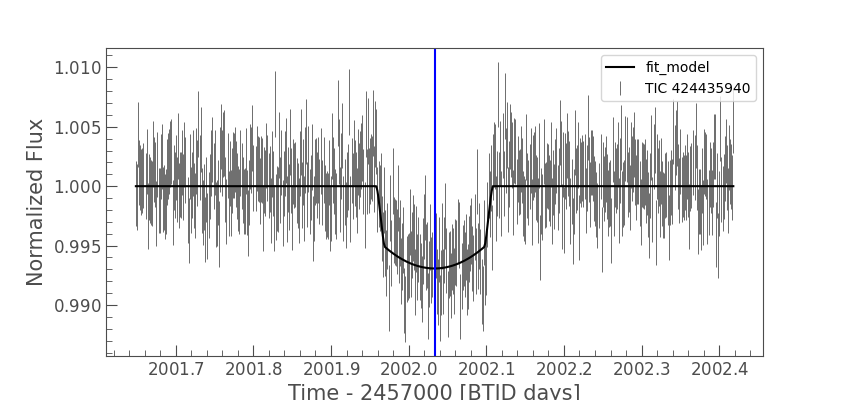 fit_model
TIC 424435940
Normalized Flux
1.010
1.005
1.000
0.995
0.990
2001.7 2001.8 2001.9 2002.0 2002.1 2002.2 2002.3 2002.4
Time - 2457000 [BTJD days]